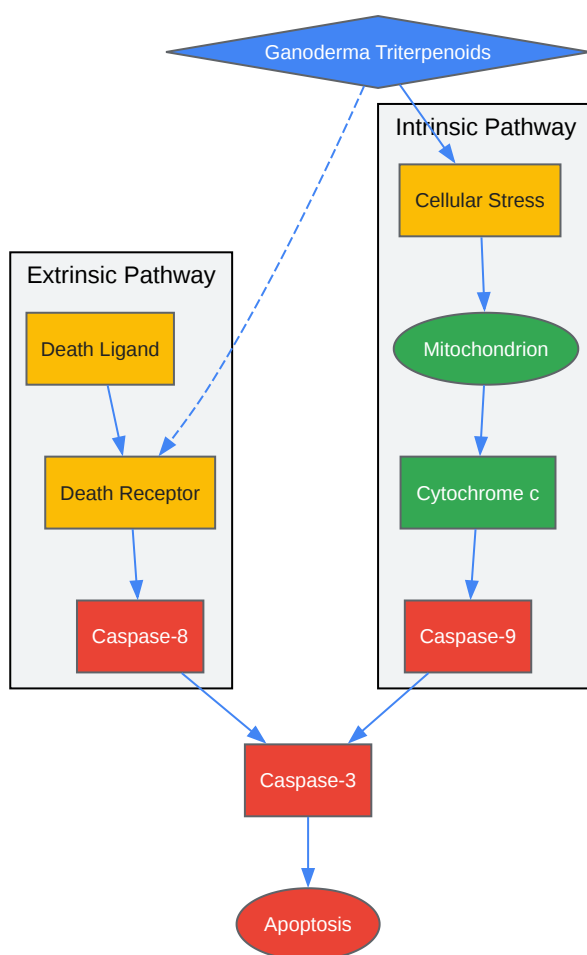 Ganoderma Triterpenoids
Intrinsic Pathway
Cellular Stress
Extrinsic Pathway
Death Ligand
Mitochondrion
Death Receptor
Cytochrome c
Caspase-8
Caspase-9
Caspase-3
Apoptosis